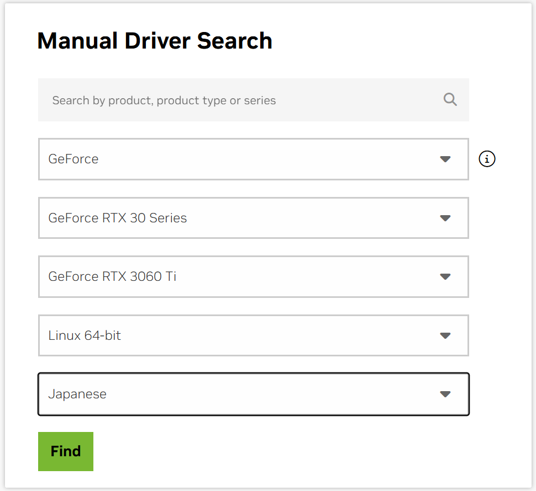 Manual Driver Search
Search by product, product type or series
GeForce
GeForce RTX 30 Series
GeForce RTX 3060 Ti
Linux 64-bit
Japanese
Find